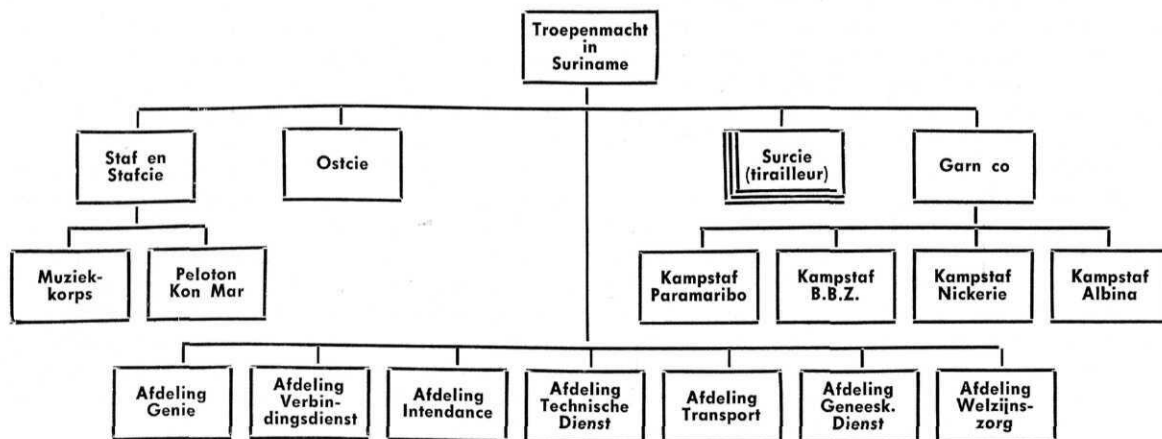 Troepenmacht
in
Suriname
Staf en
Stafcie
Ostcie
Surcie
(tirailleur)
Garn co
Muziek-
korps
Peloton
Kon Mar
Kampstaf
Paramaribo
Kampstaf
B.B.Z.
Kampstaf
Nickerie
Kampstaf
Albina
Afdeling
Genie
Afdeling
Verbin-
dingsdienst
Afdeling
Intendance
Afdeling
Technische
Dienst
Afdeling
Transport
Afdeling
Geneesk.
Dienst
Afdeling
Welzijns-
zorg